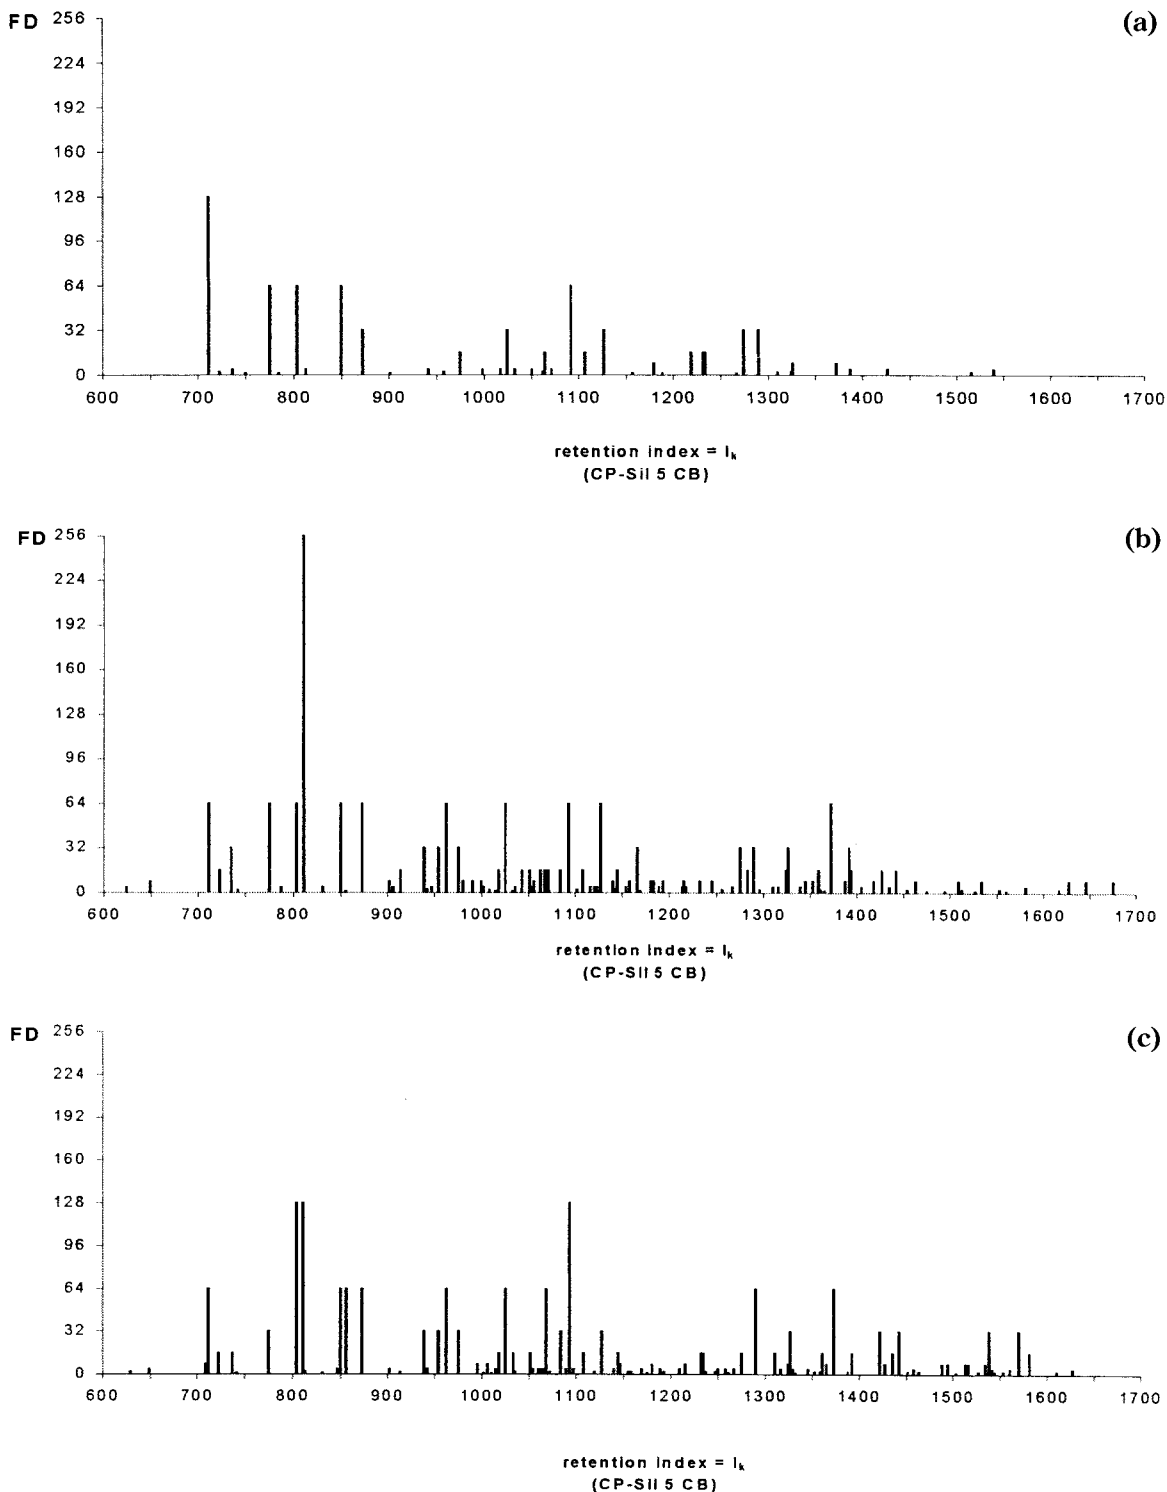 FD 256 (a)
224
192
160
128
96
64
32
0
600 700 800 900 1000 1100 1200 1300 1400 1500 1600 1700
retention index = Ik
(CP-Sil 5 CB)
FD 256 (b)
224
192
160
128
96
64
32
0
600 700 800 900 1000 1100 1200 1300 1400 1500 1600 1700
retention index = Ik
(CP-Sil 5 CB)
FD 256 (c)
224
192
160
128
96
64
32
0
600 700 800 900 1000 1100 1200 1300 1400 1500 1600 1700
retention index = Ik
(CP-Sil 5 CB)